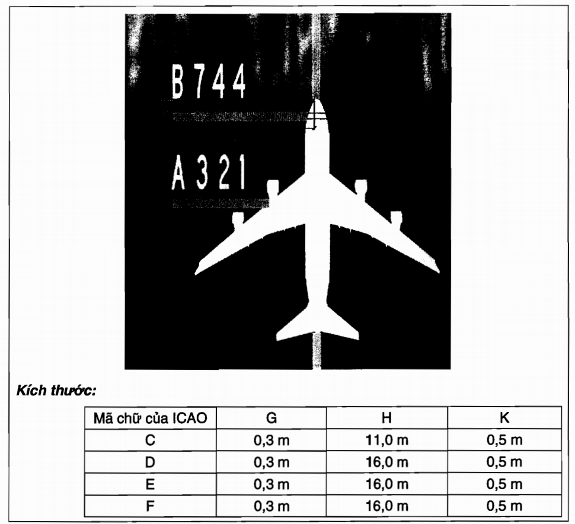 B744
A321
Kích thước:
Mã chữ của ICAO G H K
C 0,3 m 11,0 m 0,5 m
D 0,3 m 16,0 m 0,5 m
E 0,3 m 16,0 m 0,5 m
F 0,3 m 16,0 m 0,5 m